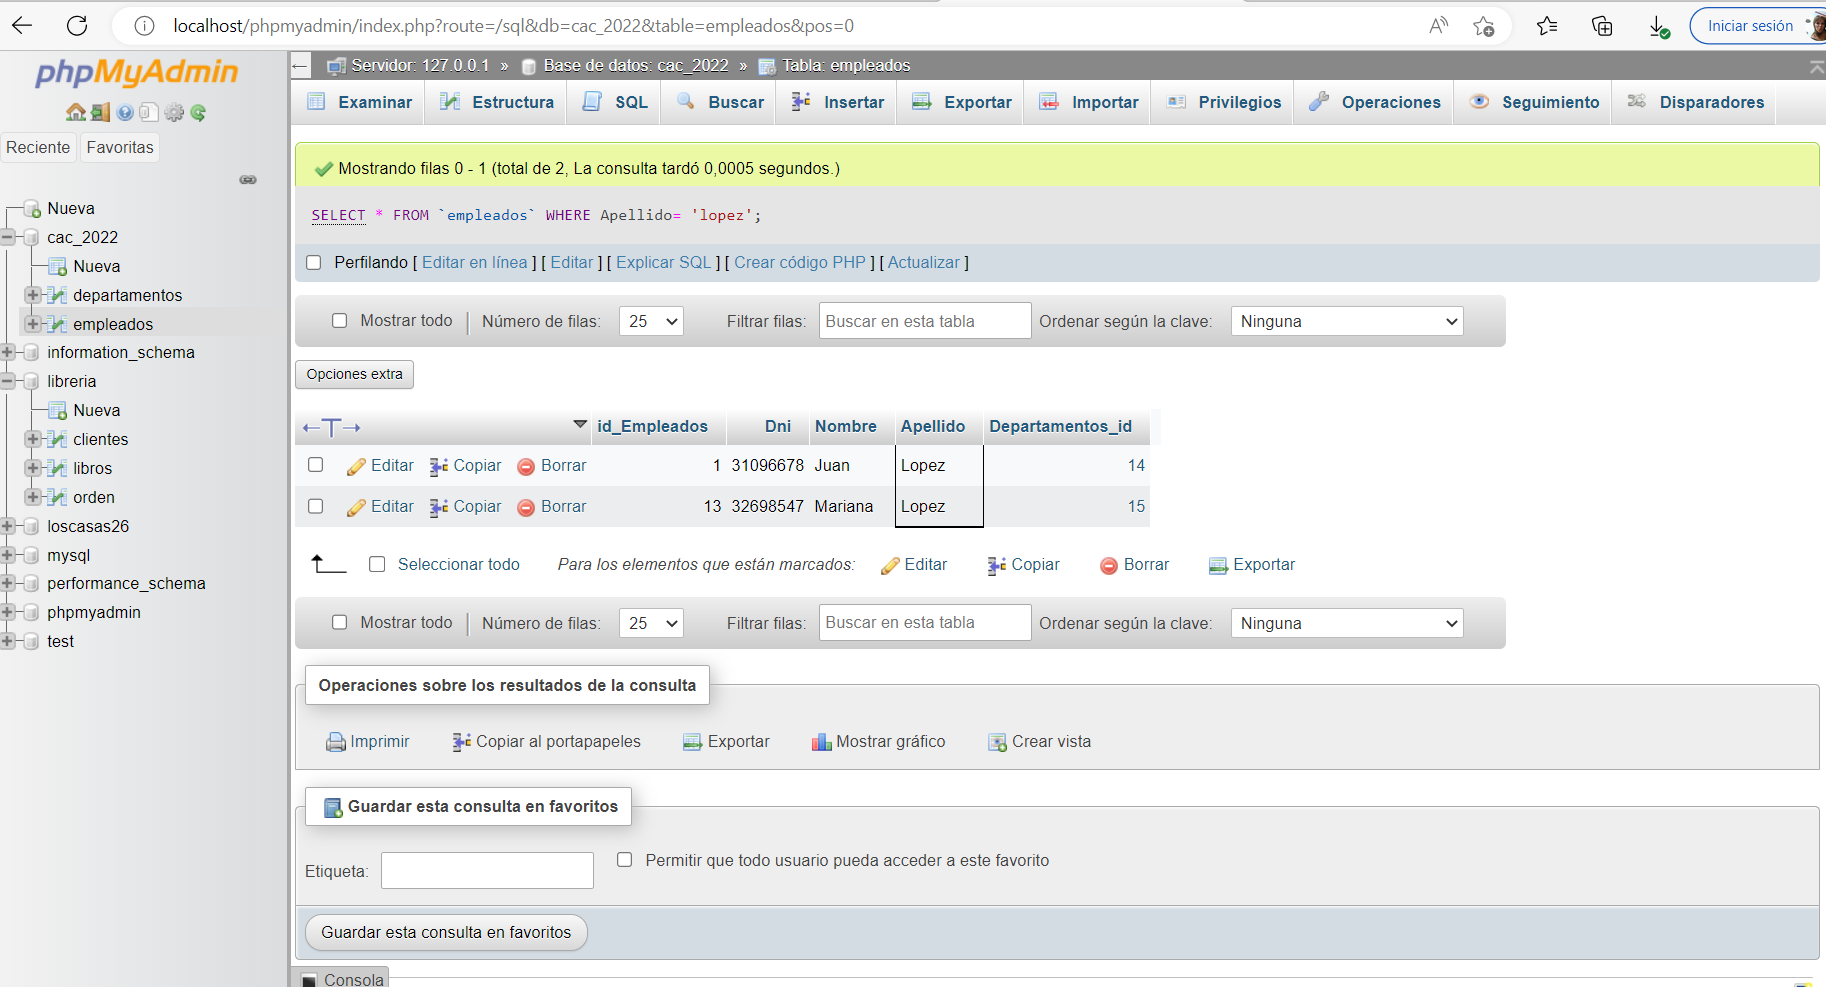 localhost/phpmyadmin/index.php?route=/sql&db=cac_2022&table=empleados&pos=0
Iniciar sesión
phpMyAdmin
Reciente
Favoritas
Nueva
cac_2022
Nueva
departamentos
empleados
information_schema
libreria
Nueva
clientes
libros
orden
loscasas26
mysql
performance_schema
phpmyadmin
test
Servidor: 127.0.0.1 » Base de datos: cac_2022 » Tabla: empleados
Examinar Estructura SQL Buscar Insertar Exportar Importar Privilegios Operaciones Seguimiento Disparadores
Mostrando filas 0 - 1 (total de 2, La consulta tardó 0,0005 segundos.)
SELECT * FROM `empleados` WHERE Apellido= 'lopez';
Perfilando [ Editar en línea ] [ Editar ] [ Explicar SQL ] [ Crear código PHP ] [ Actualizar ]
Mostrar todo | Número de filas: 25 Filtrar filas: Buscar en esta tabla Ordenar según la clave: Ninguna
Opciones extra
id_Empleados Dni Nombre Apellido Departamentos_id
Editar Copiar Borrar 1 31096678 Juan Lopez 14
Editar Copiar Borrar 13 32698547 Mariana Lopez 15
Seleccionar todo Para los elementos que están marcados: Editar Copiar Borrar Exportar
Mostrar todo | Número de filas: 25 Filtrar filas: Buscar en esta tabla Ordenar según la clave: Ninguna
Operaciones sobre los resultados de la consulta
Imprimir Copiar al portapapeles Exportar Mostrar gráfico Crear vista
Guardar esta consulta en favoritos
Etiqueta: Permitir que todo usuario pueda acceder a este favorito
Guardar esta consulta en favoritos
Consola